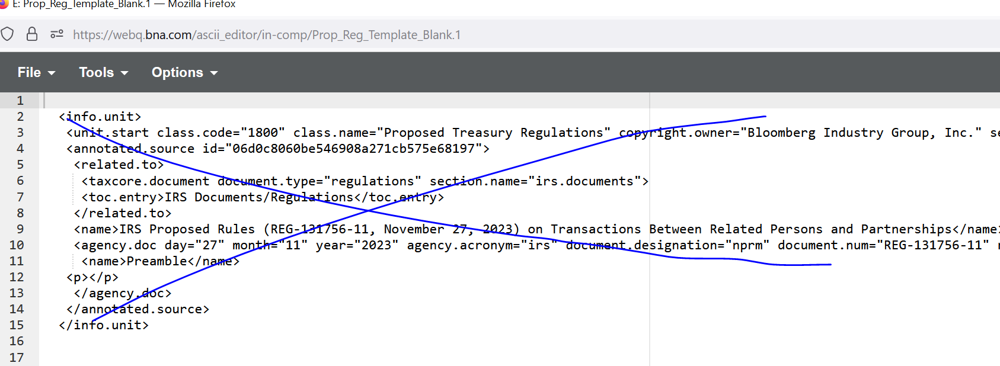 E: Prop_Reg_Template_Blank.1 — Mozilla Firefox
https://webq.bna.com/ascii_editor/in-comp/Prop_Reg_Template_Blank.1
File Tools Options
1
2 <info.unit>
3 <unit.start class.code="1800" class.name="Proposed Treasury Regulations" copyright.owner="Bloomberg Industry Group, Inc." se
4 <annotated.source id="06d0c8060be546908a271cb575e68197">
5 <related.to>
6 <taxcore.document document.type="regulations" section.name="irs.documents">
7 <toc.entry>IRS Documents/Regulations</toc.entry>
8 </related.to>
9 <name>IRS Proposed Rules (REG-131756-11, November 27, 2023) on Transactions Between Related Persons and Partnerships</name>
10 <agency.doc day="27" month="11" year="2023" agency.acronym="irs" document.designation="nprm" document.num="REG-131756-11" r
11 <name>Preamble</name>
12 <p></p>
13 </agency.doc>
14 </annotated.source>
15 </info.unit>
16
17